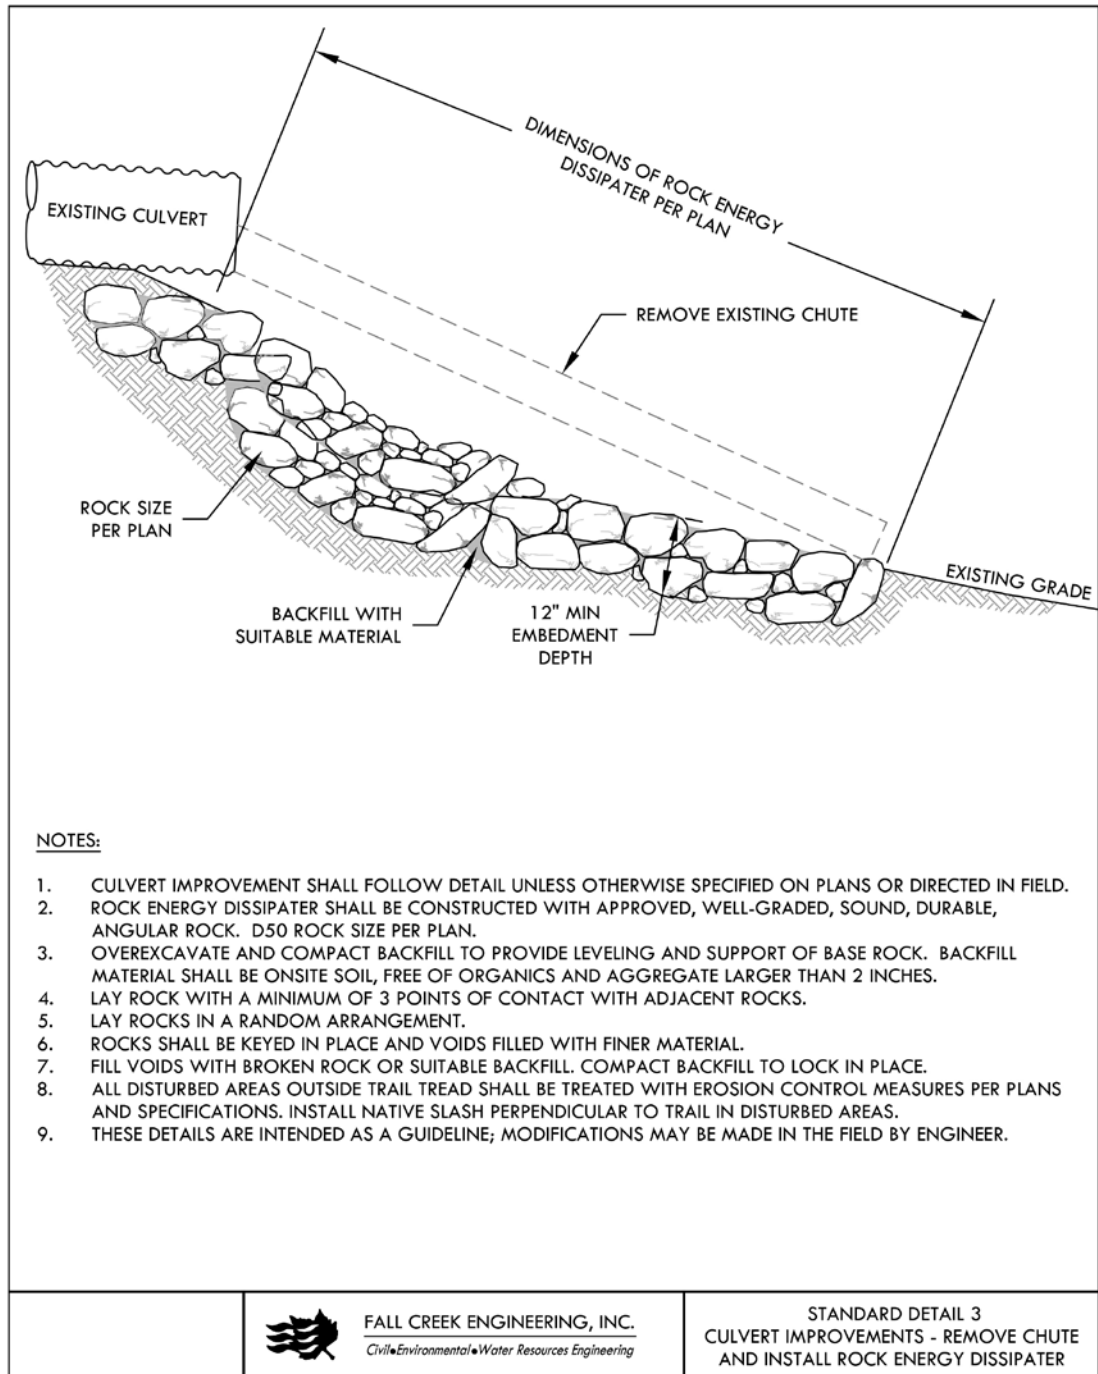 DIMENSIONS OF ROCK ENERGY
DISSIPATER PER PLAN
EXISTING CULVERT
REMOVE EXISTING CHUTE
ROCK SIZE
PER PLAN
EXISTING GRADE
BACKFILL WITH
SUITABLE MATERIAL
12" MIN
EMBEDMENT
DEPTH
NOTES:
1. CULVERT IMPROVEMENT SHALL FOLLOW DETAIL UNLESS OTHERWISE SPECIFIED ON PLANS OR DIRECTED IN FIELD.
2. ROCK ENERGY DISSIPATER SHALL BE CONSTRUCTED WITH APPROVED, WELL-GRADED, SOUND, DURABLE,
ANGULAR ROCK. D50 ROCK SIZE PER PLAN.
3. OVEREXCAVATE AND COMPACT BACKFILL TO PROVIDE LEVELING AND SUPPORT OF BASE ROCK. BACKFILL
MATERIAL SHALL BE ONSITE SOIL, FREE OF ORGANICS AND AGGREGATE LARGER THAN 2 INCHES.
4. LAY ROCK WITH A MINIMUM OF 3 POINTS OF CONTACT WITH ADJACENT ROCKS.
5. LAY ROCKS IN A RANDOM ARRANGEMENT.
6. ROCKS SHALL BE KEYED IN PLACE AND VOIDS FILLED WITH FINER MATERIAL.
7. FILL VOIDS WITH BROKEN ROCK OR SUITABLE BACKFILL. COMPACT BACKFILL TO LOCK IN PLACE.
8. ALL DISTURBED AREAS OUTSIDE TRAIL TREAD SHALL BE TREATED WITH EROSION CONTROL MEASURES PER PLANS
AND SPECIFICATIONS. INSTALL NATIVE SLASH PERPENDICULAR TO TRAIL IN DISTURBED AREAS.
9. THESE DETAILS ARE INTENDED AS A GUIDELINE; MODIFICATIONS MAY BE MADE IN THE FIELD BY ENGINEER.
FALL CREEK ENGINEERING, INC.
Civil●Environmental●Water Resources Engineering
STANDARD DETAIL 3
CULVERT IMPROVEMENTS - REMOVE CHUTE
AND INSTALL ROCK ENERGY DISSIPATER